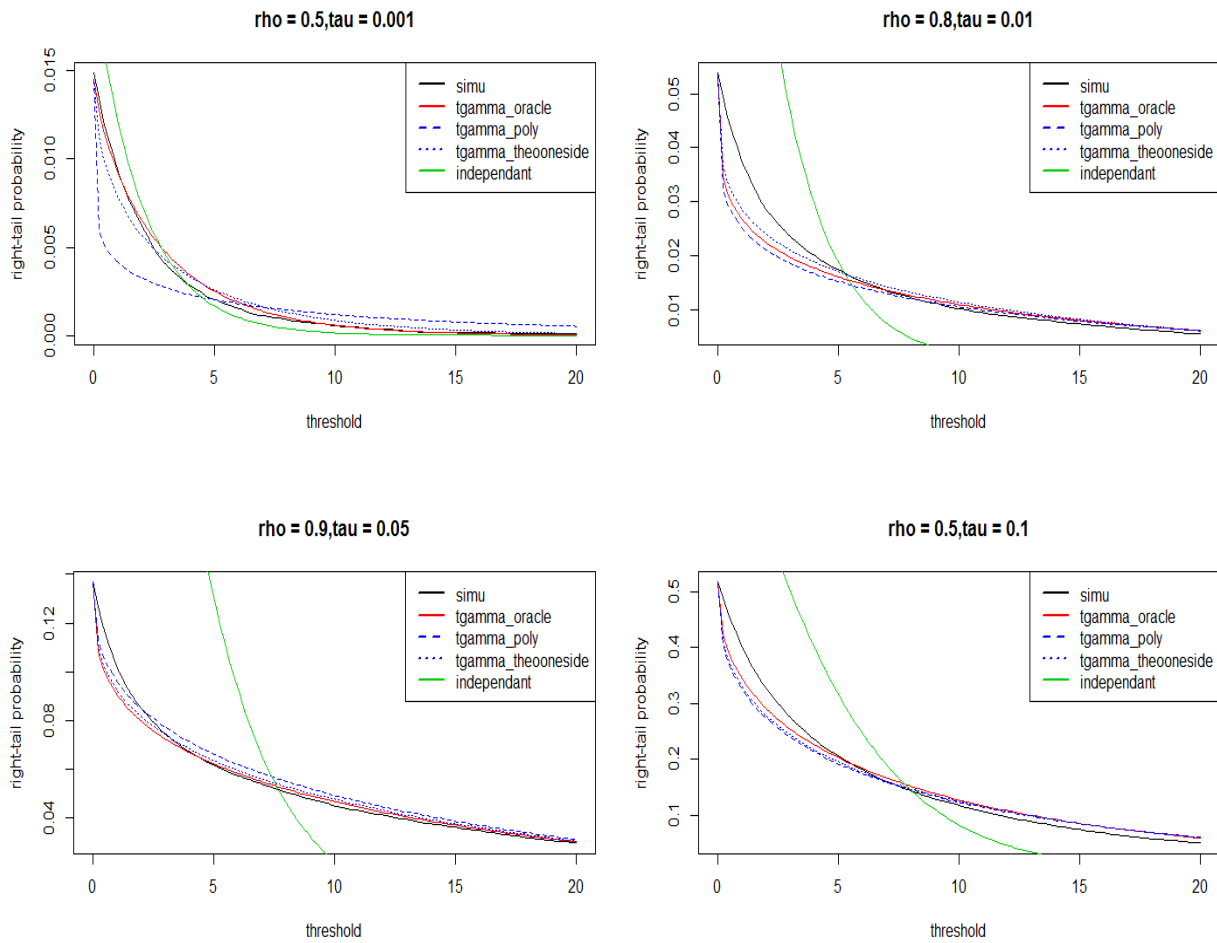 rho = 0.5,tau = 0.001
right-tail probability
0.015
0.010
0.005
0.000
simu
tgamma_oracle
tgamma_poly
tgamma_theooneside
independant
0 5 10 15 20
threshold
rho = 0.8,tau = 0.01
right-tail probability
0.05
0.04
0.03
0.02
0.01
simu
tgamma_oracle
tgamma_poly
tgamma_theooneside
independant
0 5 10 15 20
threshold
rho = 0.9,tau = 0.05
right-tail probability
0.12
0.08
0.04
simu
tgamma_oracle
tgamma_poly
tgamma_theooneside
independant
0 5 10 15 20
threshold
rho = 0.5,tau = 0.1
right-tail probability
0.5
0.4
0.3
0.2
0.1
simu
tgamma_oracle
tgamma_poly
tgamma_theooneside
independant
0 5 10 15 20
threshold